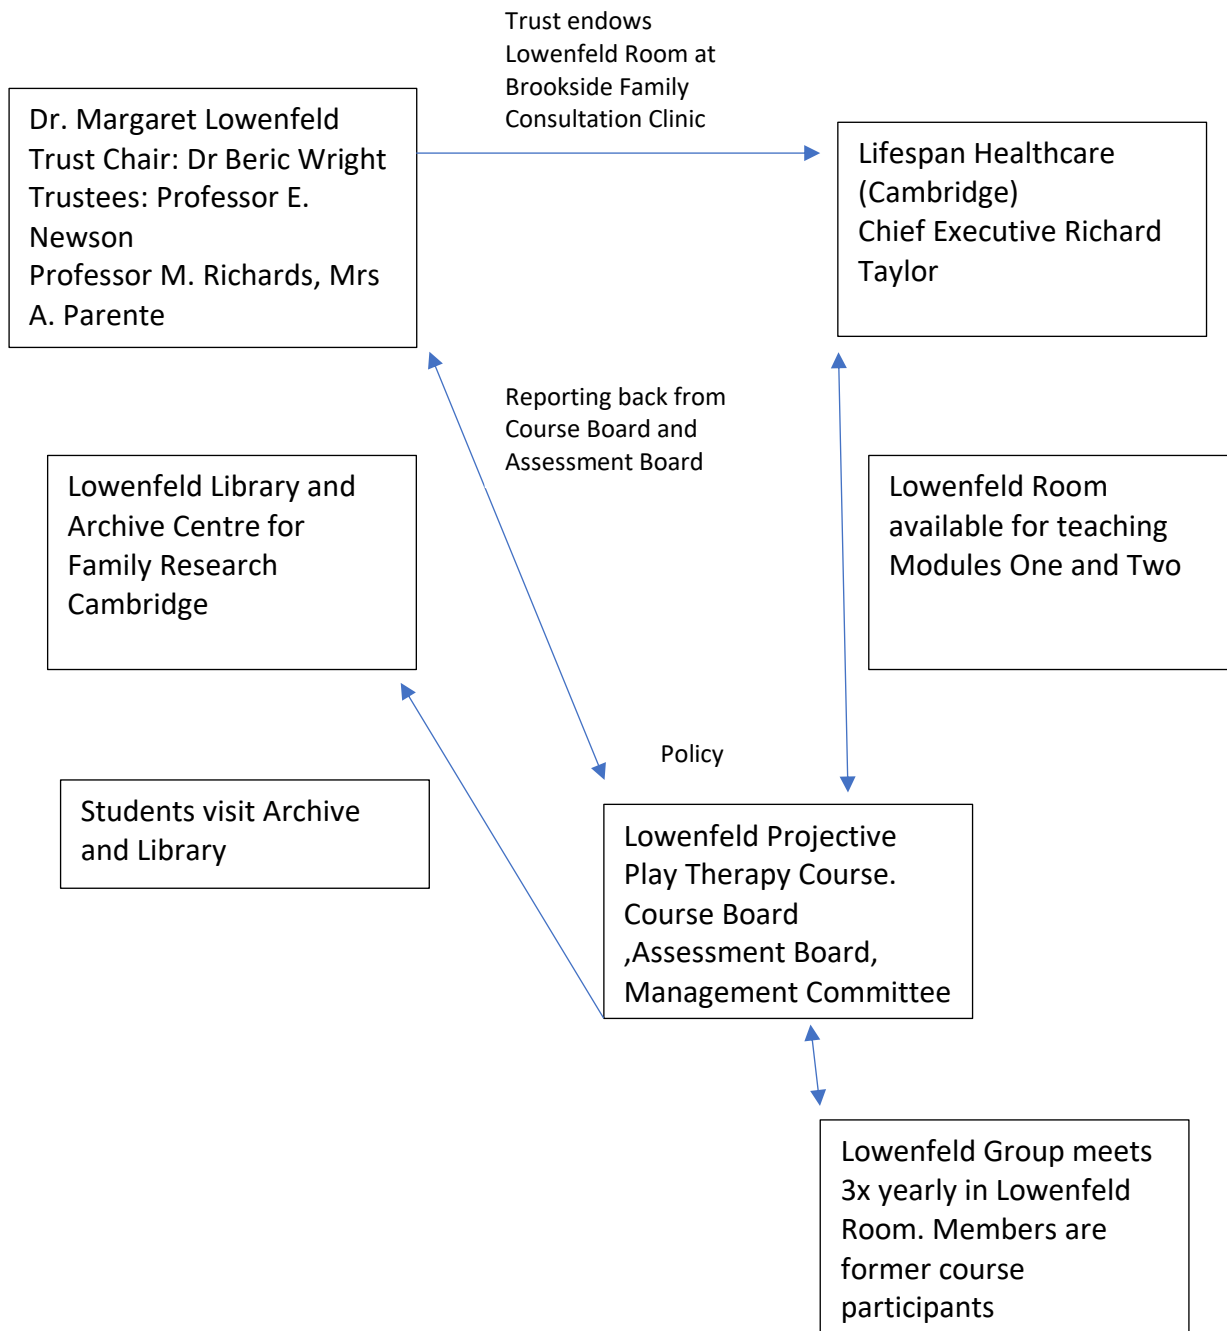 Trust endows
Lowenfeld Room at
Brookside Family
Consultation Clinic
Dr. Margaret Lowenfeld
Trust Chair: Dr Beric Wright
Trustees: Professor E.
Newson
Professor M. Richards, Mrs
A. Parente
Lifespan Healthcare
(Cambridge)
Chief Executive Richard
Taylor
Reporting back from
Course Board and
Assessment Board
Lowenfeld Library and
Archive Centre for
Family Research
Cambridge
Lowenfeld Room
available for teaching
Modules One and Two
Policy
Students visit Archive
and Library
Lowenfeld Projective
Play Therapy Course.
Course Board
,Assessment Board,
Management Committee
Lowenfeld Group meets
3x yearly in Lowenfeld
Room. Members are
former course
participants